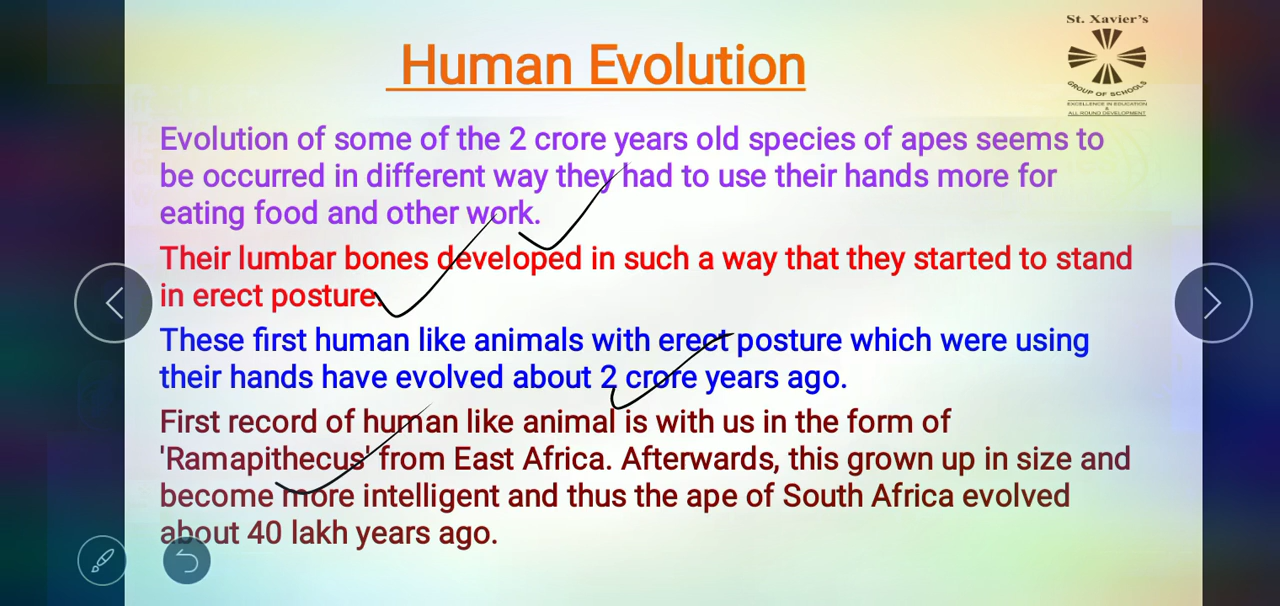 St. Xavier's
GROUP OF SCHOOLS
EXCELLENCE IN EDUCATION
&
ALL ROUND DEVELOPMENT
Human Evolution
Evolution of some of the 2 crore years old species of apes seems to
be occurred in different way they had to use their hands more for
eating food and other work.
Their lumbar bones developed in such a way that they started to stand
in erect posture.
These first human like animals with erect posture which were using
their hands have evolved about 2 crore years ago.
First record of human like animal is with us in the form of
'Ramapithecus' from East Africa. Afterwards, this grown up in size and
become more intelligent and thus the ape of South Africa evolved
about 40 lakh years ago.